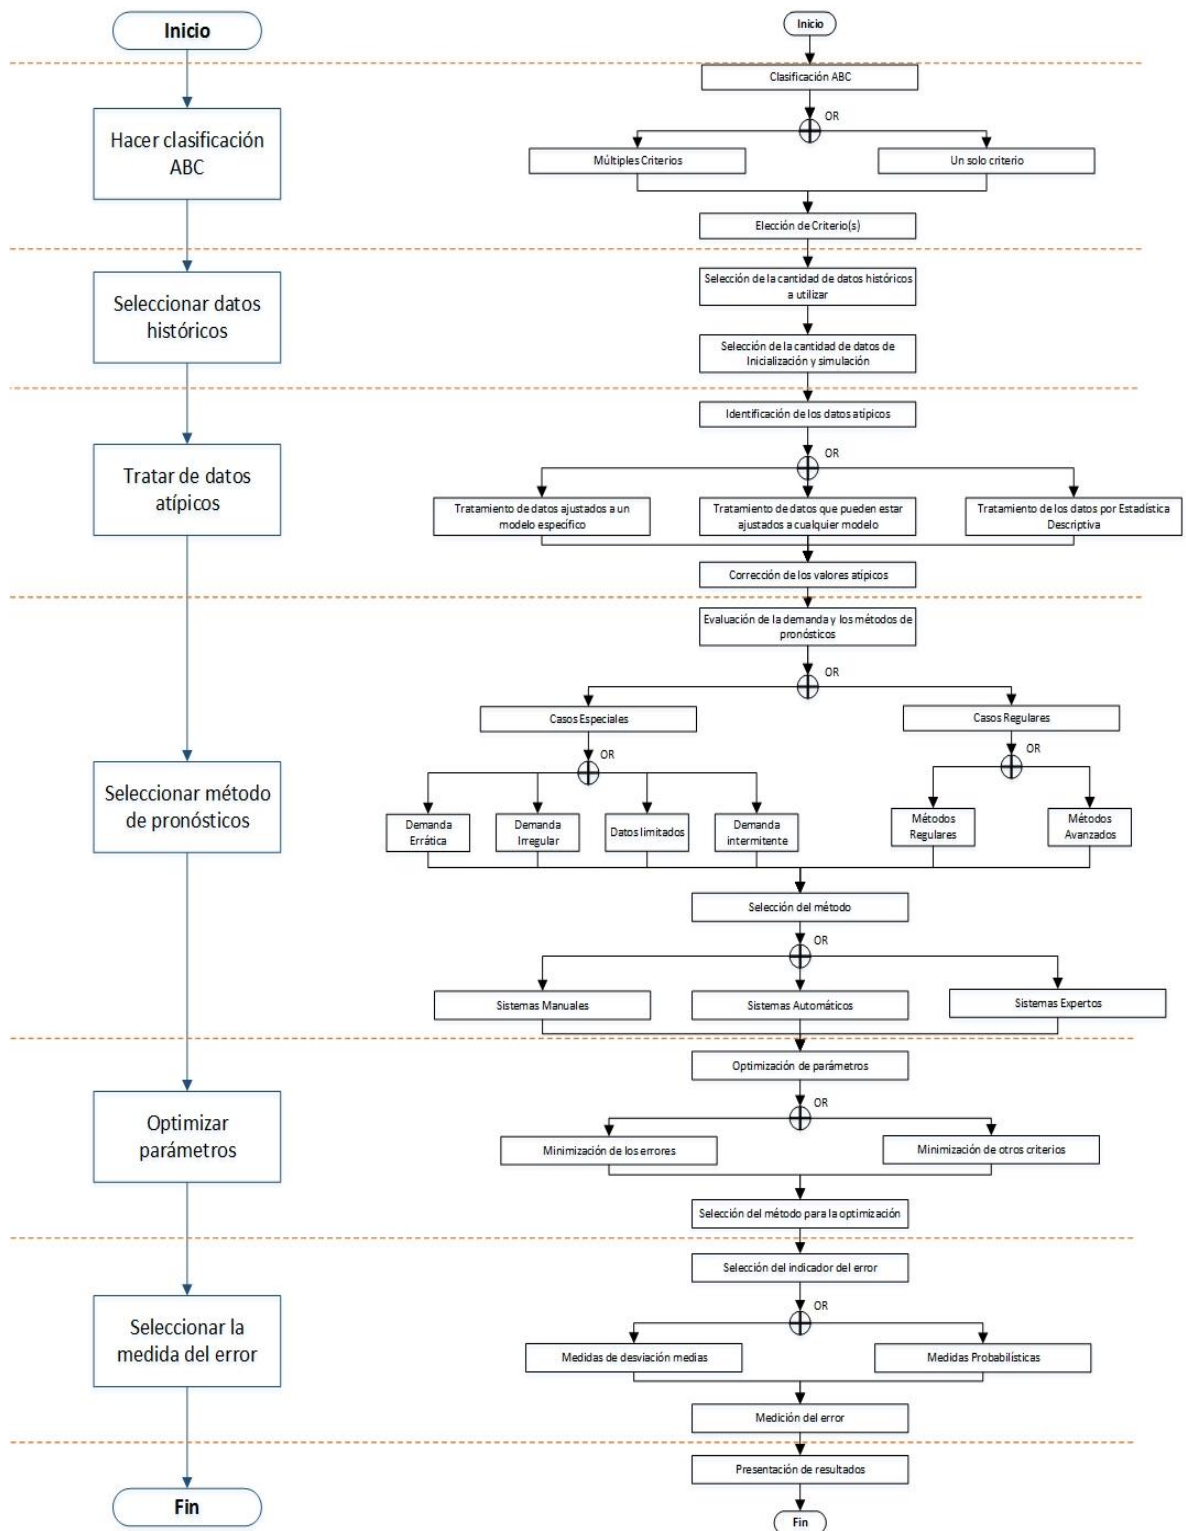 Inicio
Hacer clasificación
ABC
Seleccionar datos
históricos
Tratar de datos
atípicos
Seleccionar método
de pronósticos
Optimizar
parámetros
Seleccionar la
medida del error
Fin
Inicio
Clasificación ABC
OR
Múltiples Criterios
Un solo criterio
Elección de Criterio(s)
Selección de la cantidad de datos históricos
a utilizar
Selección de la cantidad de datos de
Inicialización y simulación
Identificación de los datos atípicos
OR
Tratamiento de datos ajustados a un
modelo específico
Tratamiento de datos que pueden estar
ajustados a cualquier modelo
Tratamiento de los datos por Estadística
Descriptiva
Corrección de los valores atípicos
Evaluación de la demanda y los métodos de
pronósticos
OR
Casos Especiales
Casos Regulares
OR
OR
Demanda
Errática
Demanda
Irregular
Datos limitados
Demanda
intermitente
Métodos
Regulares
Métodos
Avanzados
Selección del método
OR
Sistemas Manuales
Sistemas Automáticos
Sistemas Expertos
Optimización de parámetros
OR
Minimización de los errores
Minimización de otros criterios
Selección del método para la optimización
Selección del indicador del error
OR
Medidas de desviación medias
Medidas Probabilísticas
Medición del error
Presentación de resultados
Fin